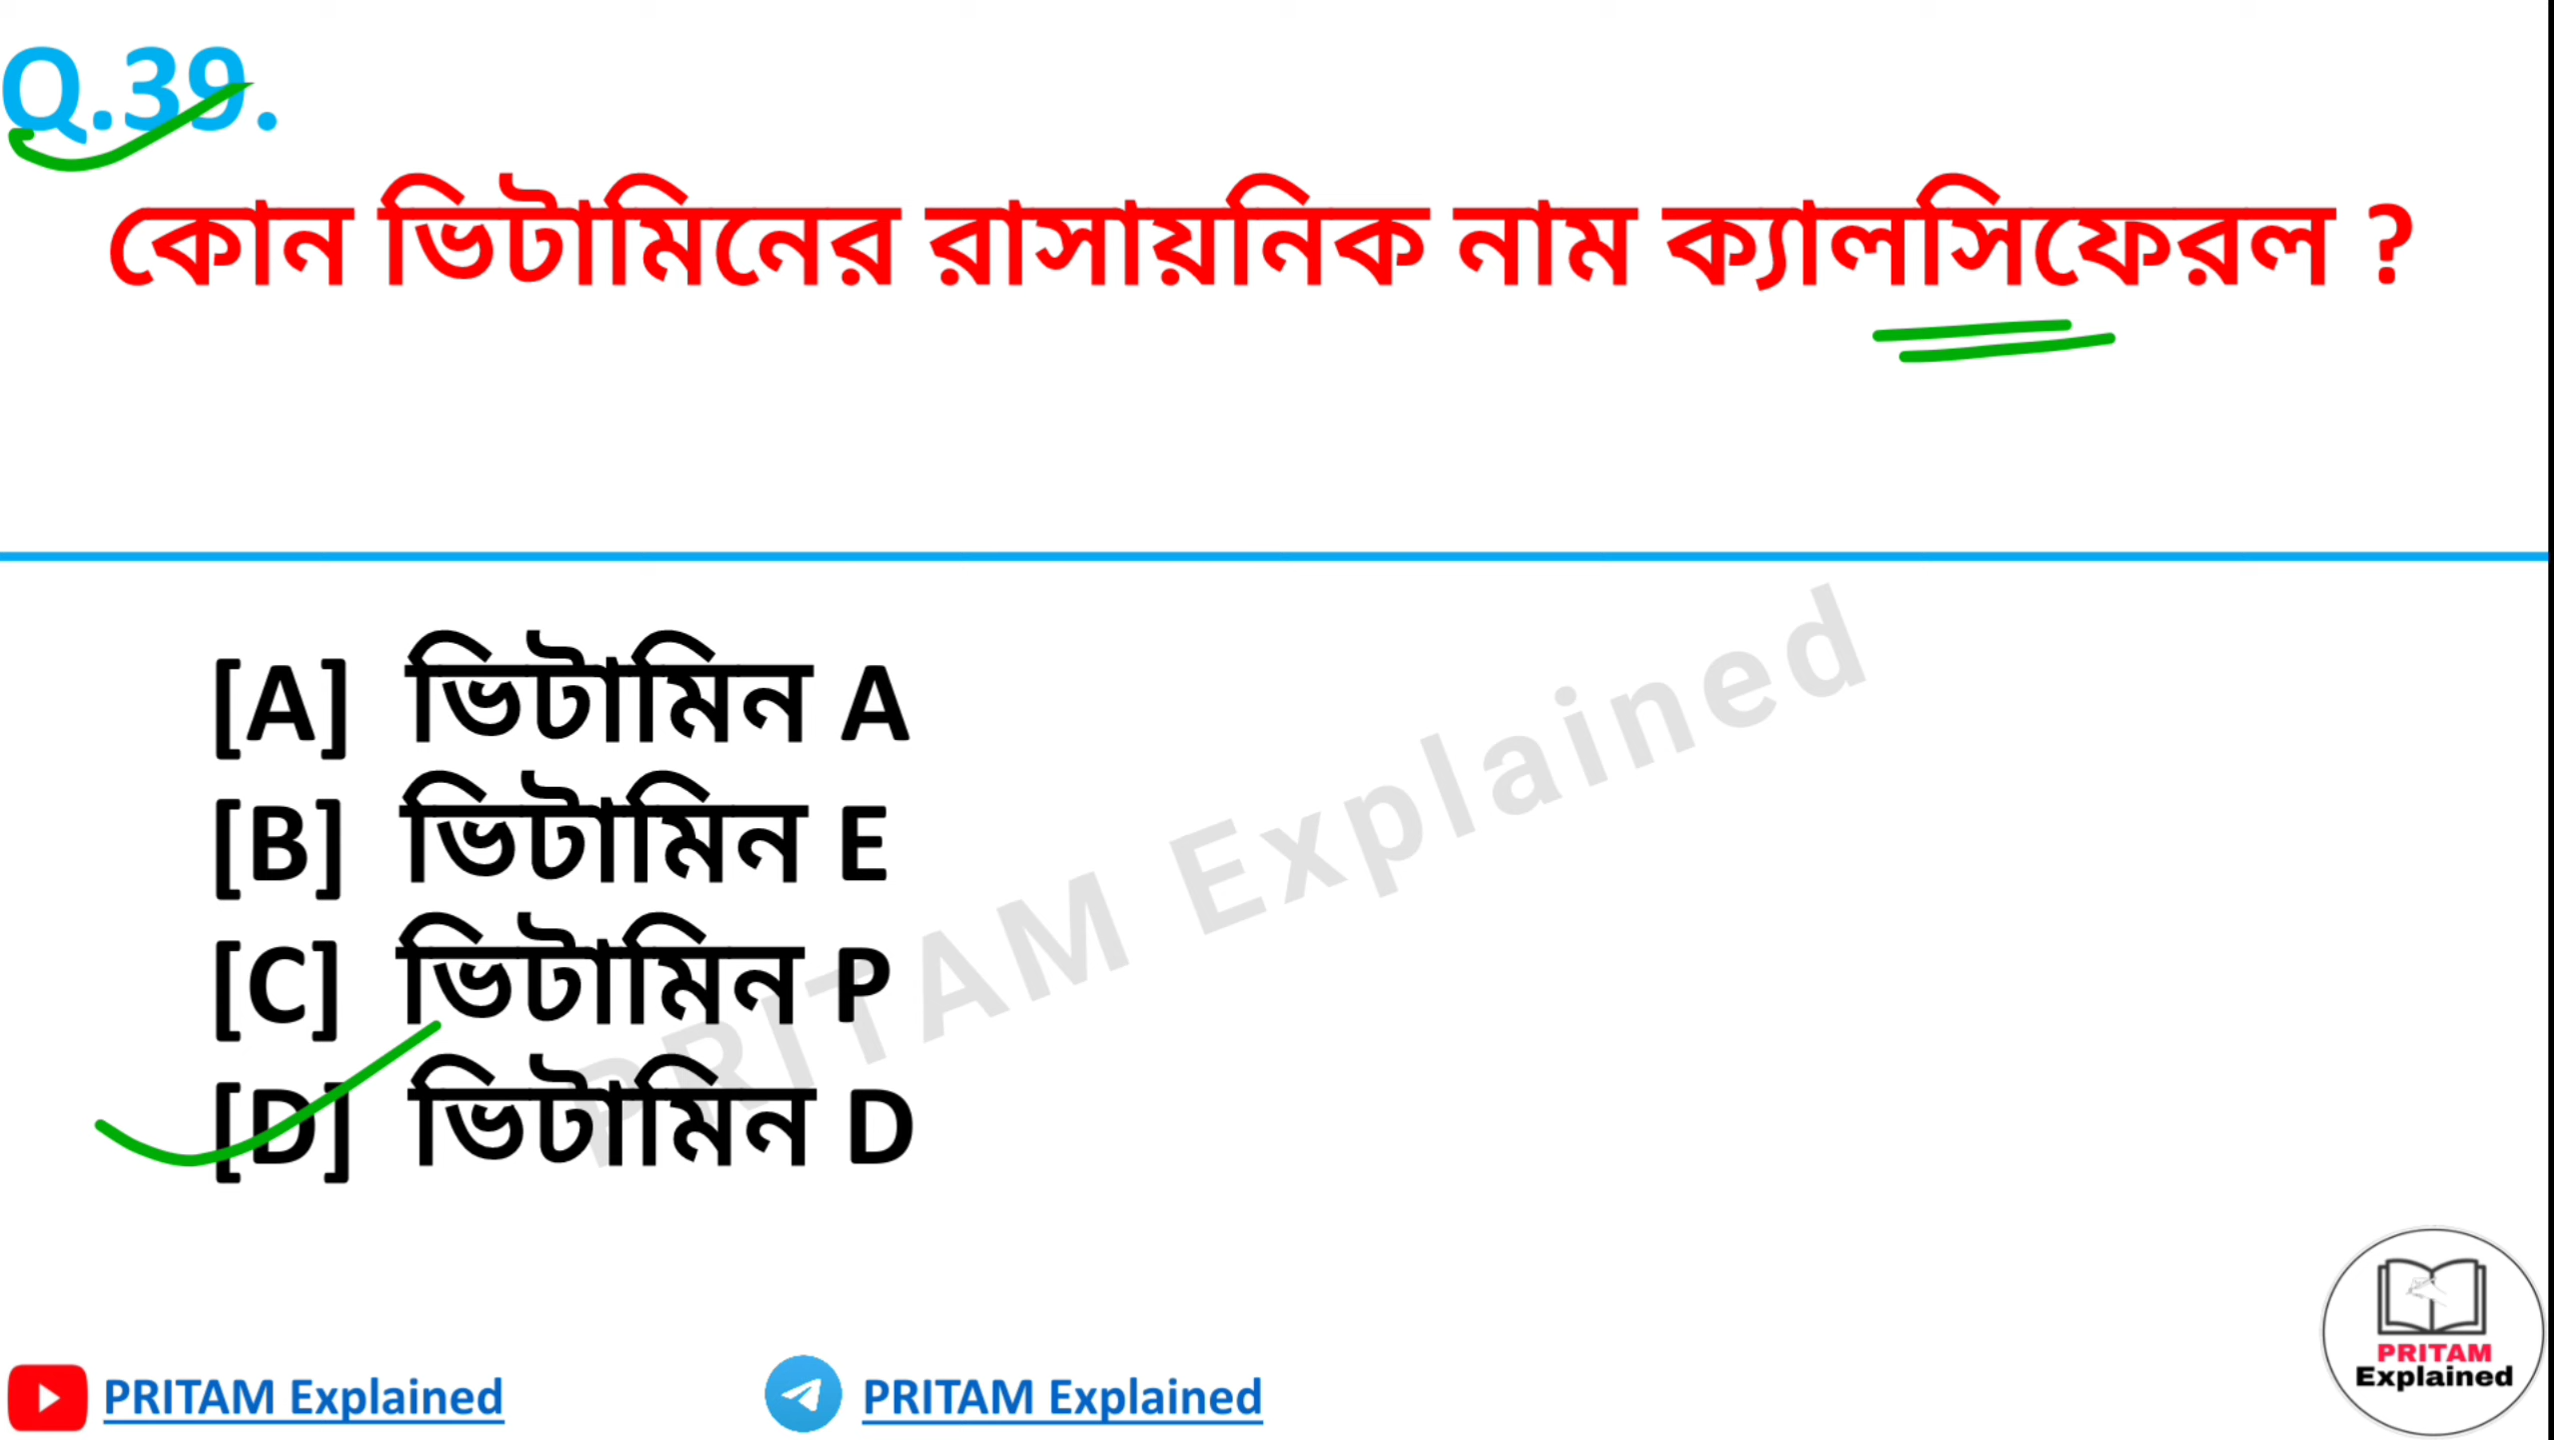 Q.39.
কোন ভিটামিনের রাসায়নিক নাম ক্যালসিফেরল ?
[A] ভিটামিন A
[B] ভিটামিন E
[C] ভিটামিন P
[D] ভিটামিন D
PRITAM Explained
PRITAM Explained
PRITAM Explained
PRITAM
Explained